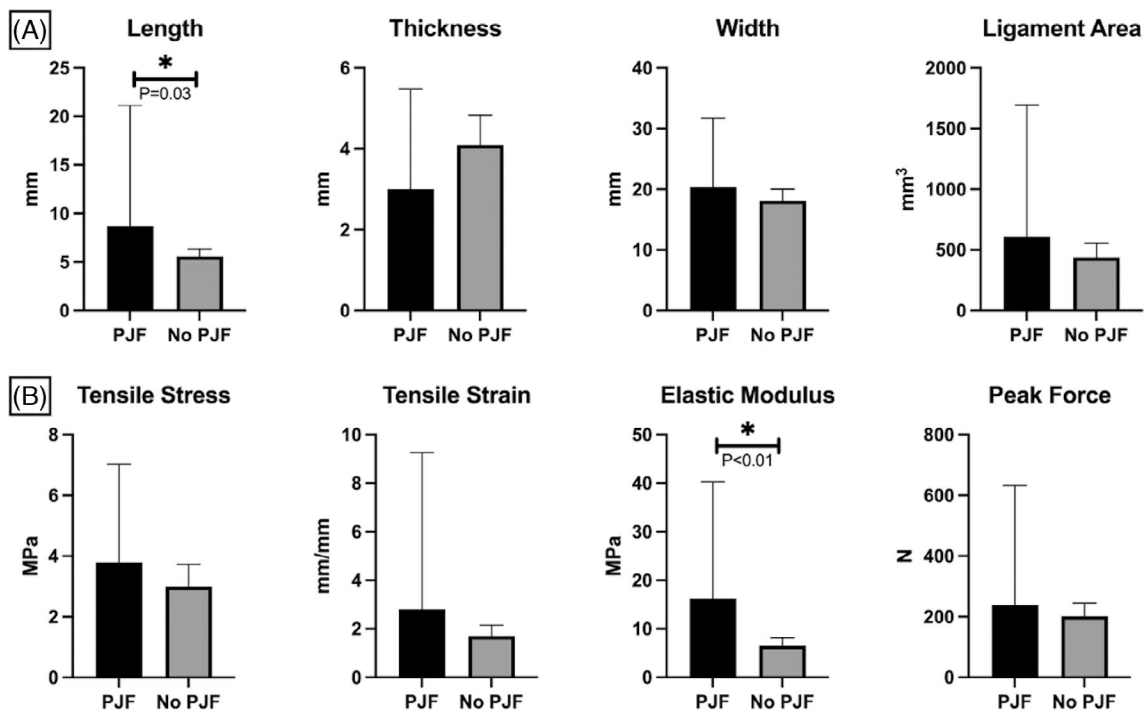 (A)
Length
Thickness
Width
Ligament Area
25
20
15
10
5
0
mm
*
P=0.03
PJF No PJF
6
4
2
0
mm
PJF No PJF
40
30
20
10
0
mm
PJF No PJF
2000
1500
1000
500
0
mm³
PJF No PJF
(B)
Tensile Stress
Tensile Strain
Elastic Modulus
Peak Force
8
6
4
2
0
MPa
PJF No PJF
10
8
6
4
2
0
mm/mm
PJF No PJF
50
40
30
20
10
0
MPa
*
P<0.01
PJF No PJF
800
600
400
200
0
N
PJF No PJF